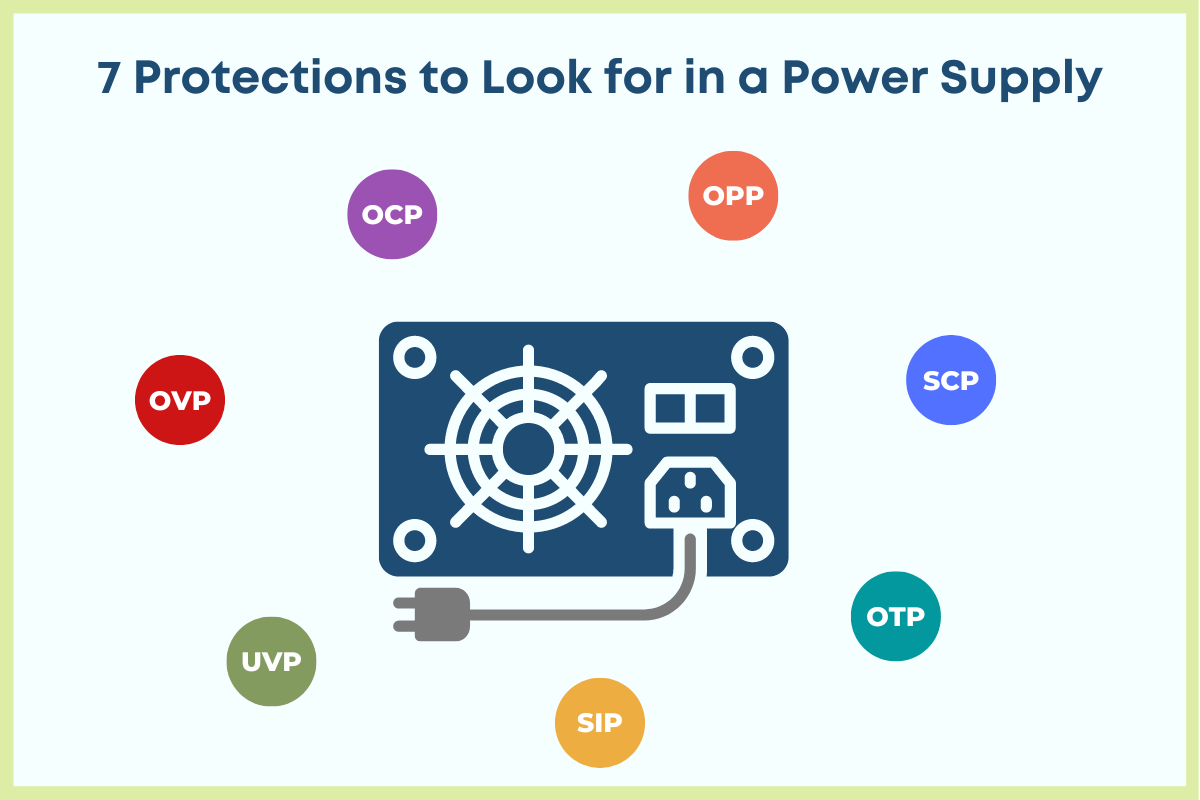 7 Protections to Look for in a Power Supply
OCP
OPP
OVP
SCP
UVP
OTP
SIP